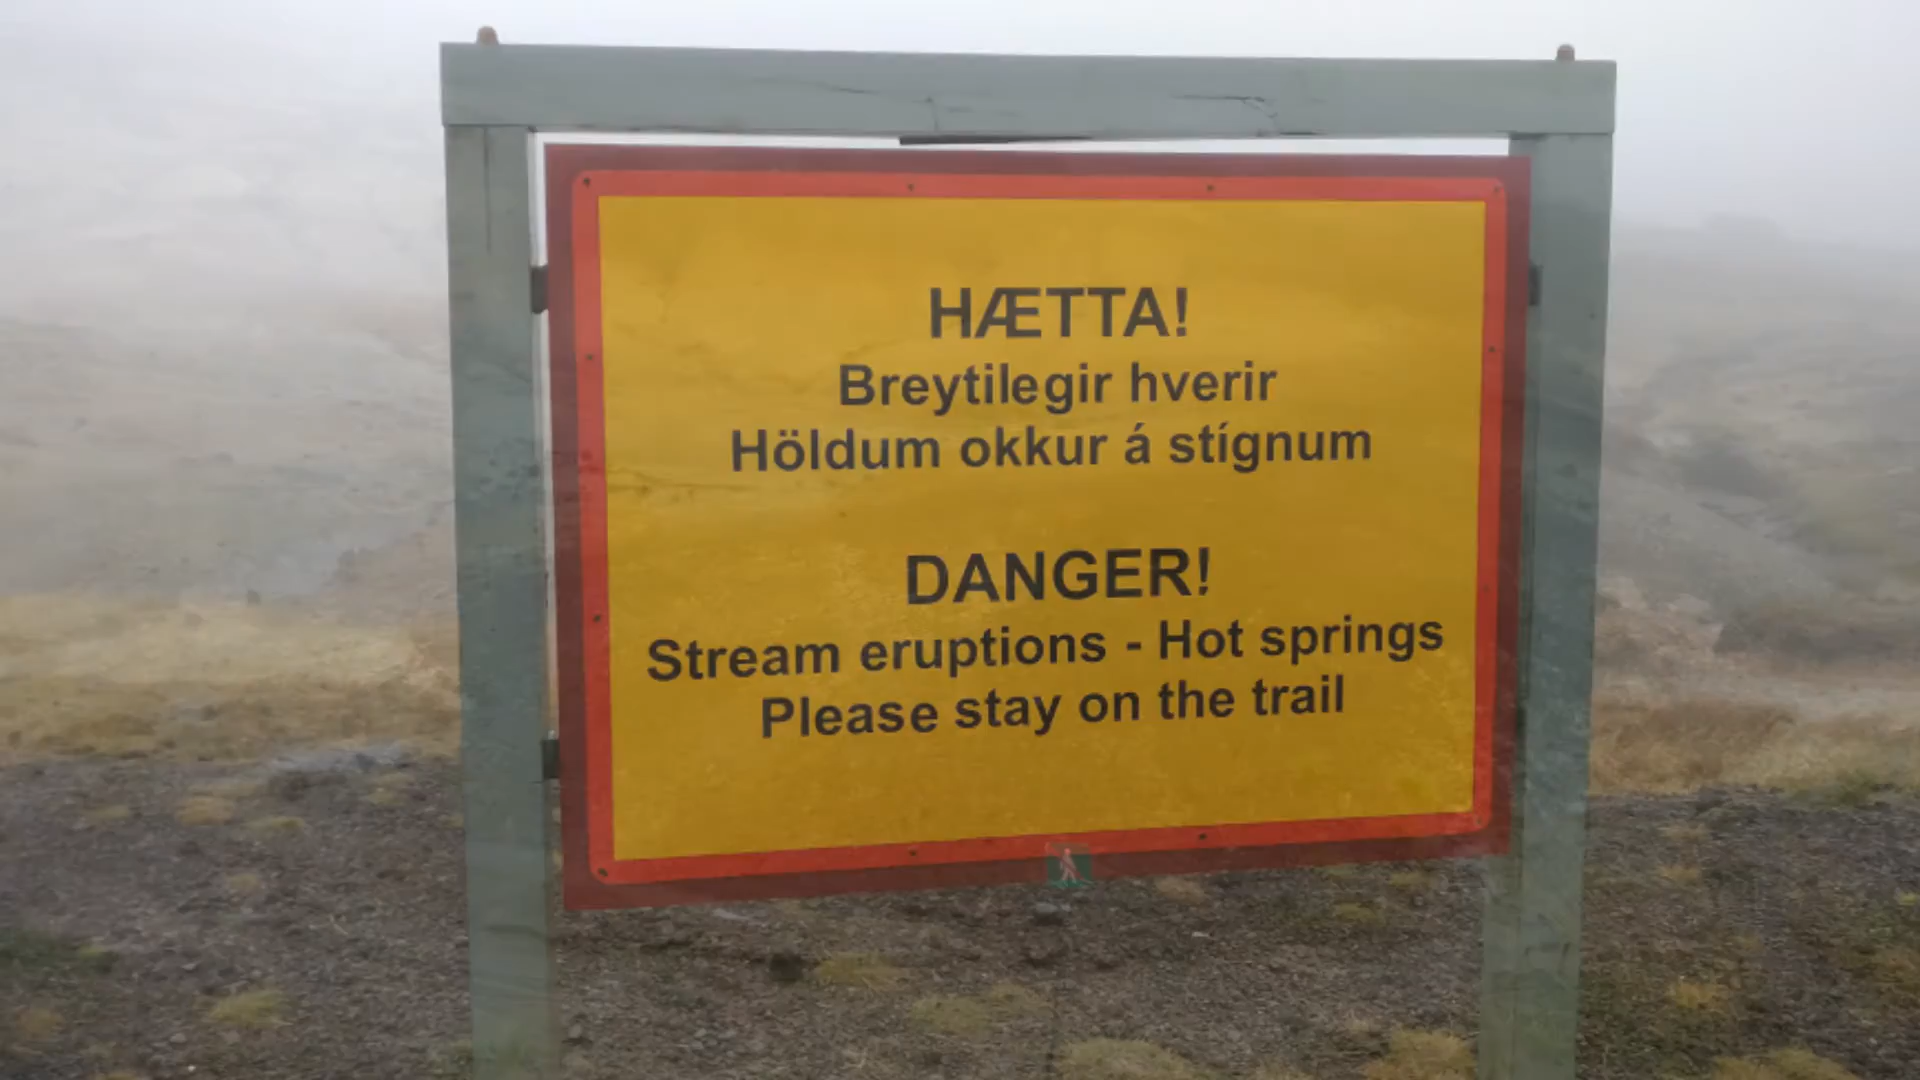 HÆTTA!
Breytilegir hverir
Höldum okkur á stígnum
DANGER!
Stream eruptions - Hot springs
Please stay on the trail